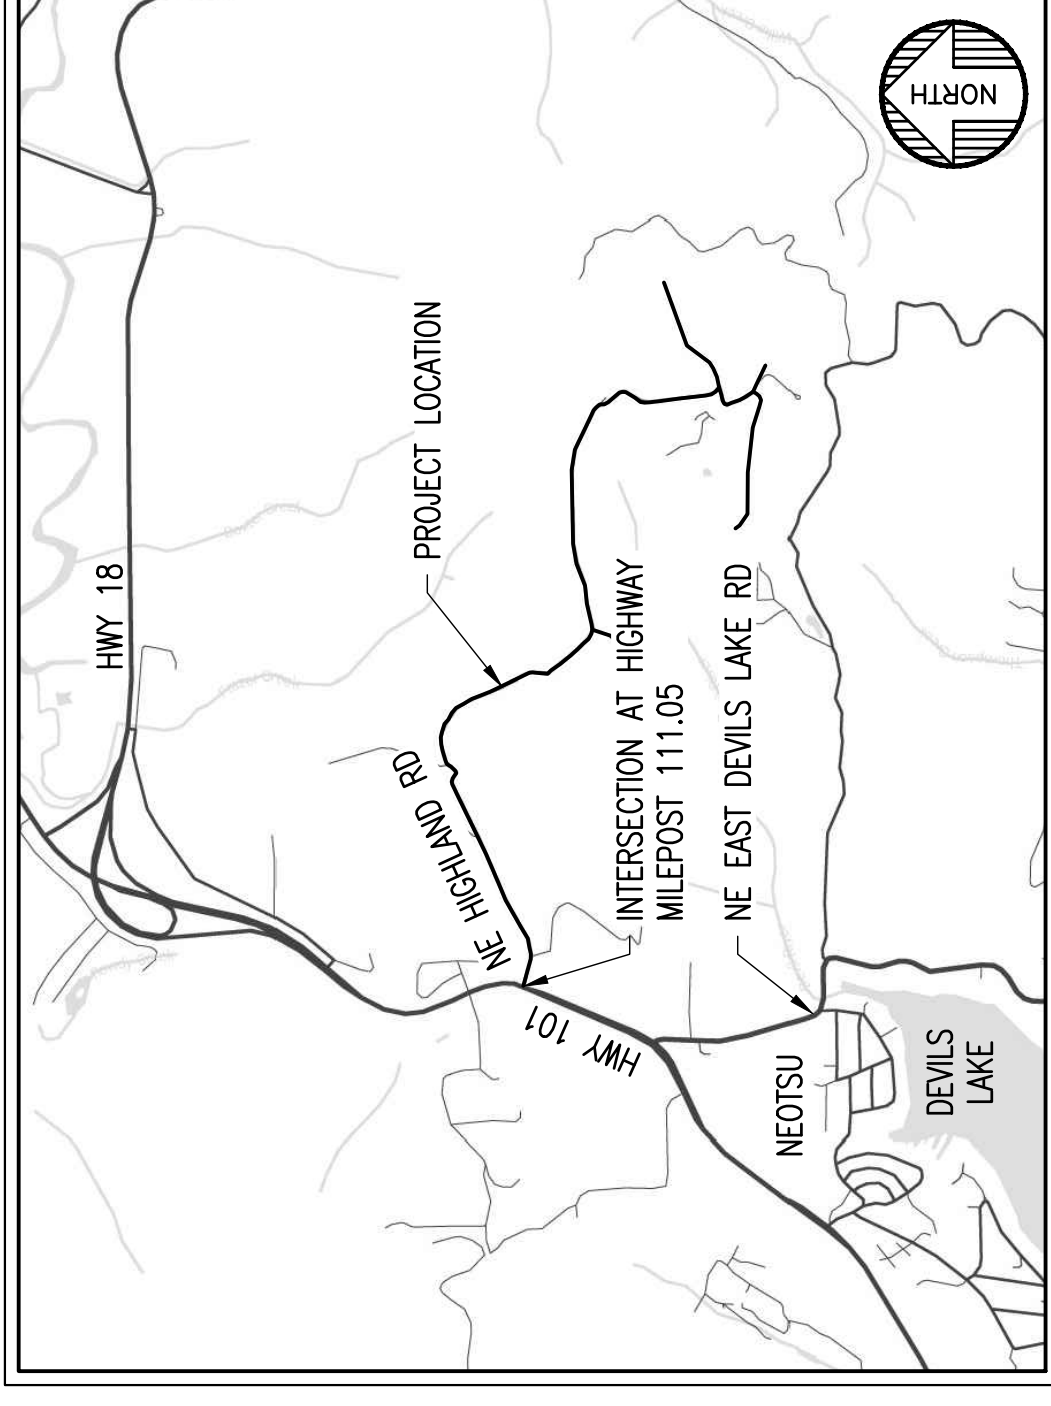 HWY 18
PROJECT LOCATION
NE HIGHLAND RD
INTERSECTION AT HIGHWAY
MILEPOST 111.05
HWY 101
NE EAST DEVILS LAKE RD
NEOTSU
DEVILS
LAKE
NORTH